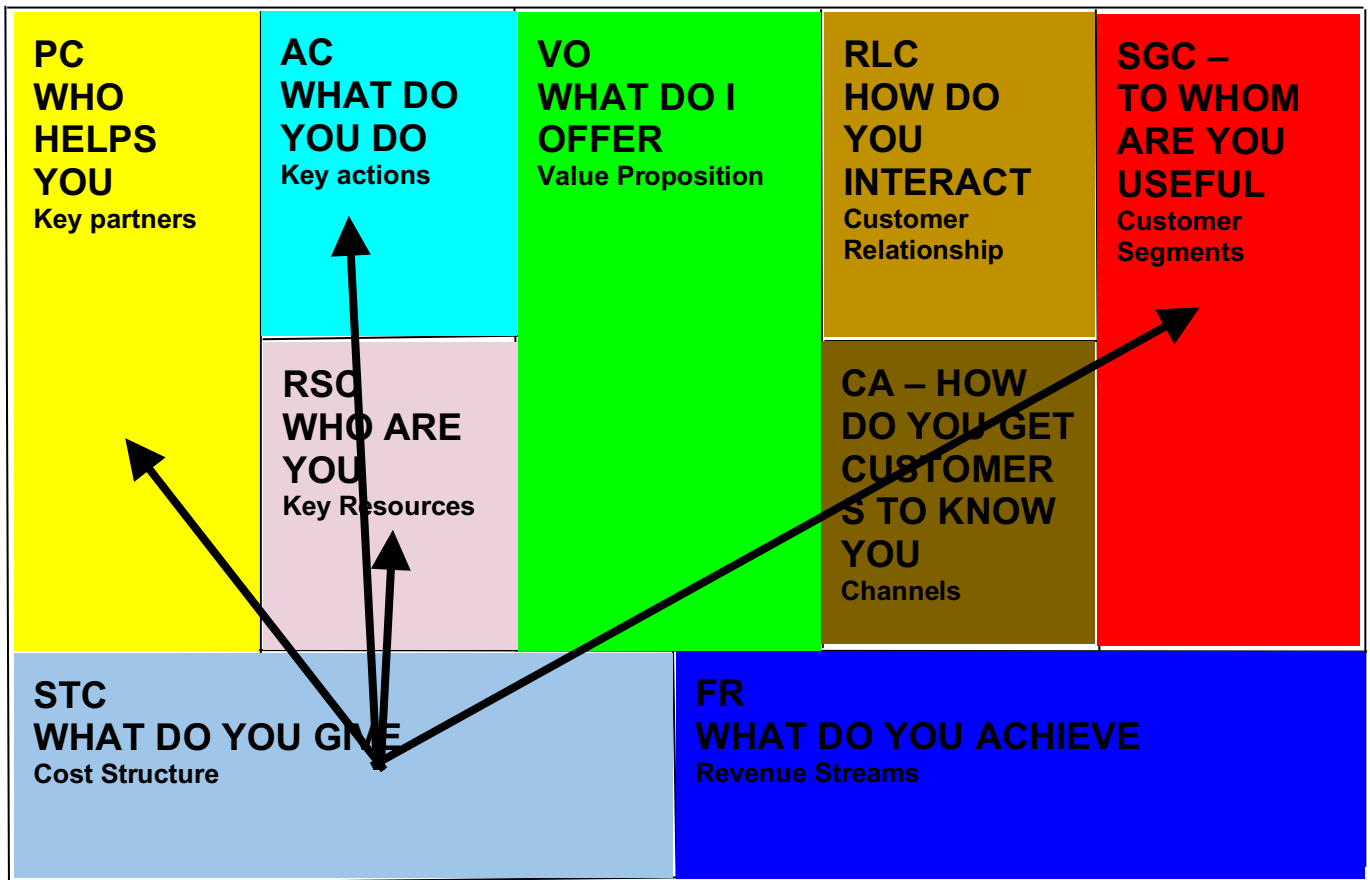 PC
WHO
HELPS
YOU
Key partners
AC
WHAT DO
YOU DO
Key actions
RSC
WHO ARE
YOU
Key Resources
VO
WHAT DO I
OFFER
Value Proposition
RLC
HOW DO
YOU
INTERACT
Customer
Relationship
CA – HOW
DO YOU GET
CUSTOMER
S TO KNOW
YOU
Channels
SGC –
TO WHOM
ARE YOU
USEFUL
Customer
Segments
STC
WHAT DO YOU GIVE
Cost Structure
FR
WHAT DO YOU ACHIEVE
Revenue Streams